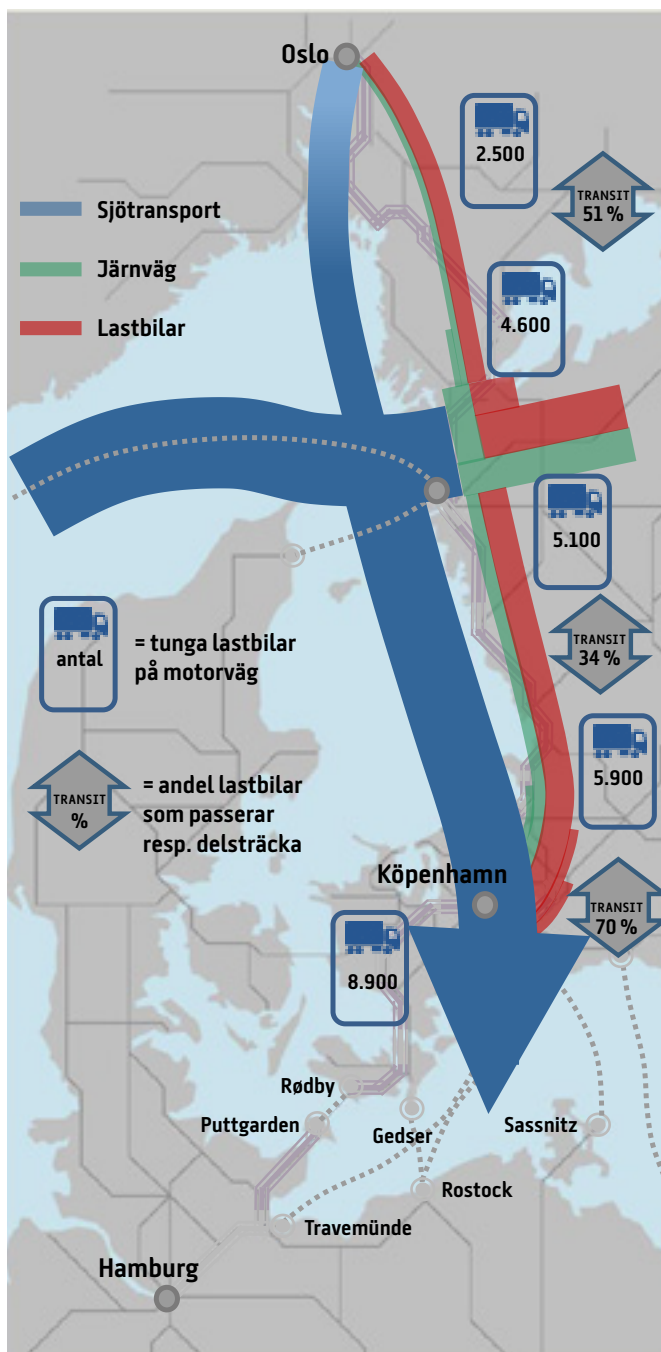 Oslo
2.500
TRANSIT
51 %
Sjötransport
Järnväg
Lastbilar
4.600
5.100
antal
= tunga lastbilar
på motorväg
TRANSIT
34 %
5.900
TRANSIT
%
= andel lastbilar
som passerar
resp. delsträcka
Köpenhamn
TRANSIT
70 %
8.900
Rødby
Puttgarden
Gedser
Sassnitz
Rostock
Travemünde
Hamburg